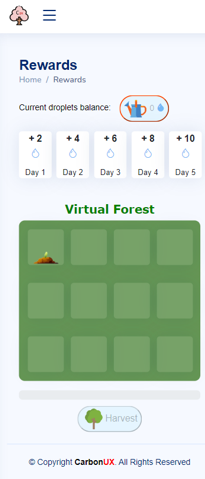 Rewards
Home / Rewards
Current droplets balance: 0
+ 2 + 4 + 6 + 8 + 10
Day 1 Day 2 Day 3 Day 4 Day 5
Virtual Forest
Harvest
© Copyright CarbonUX. All Rights Reserved